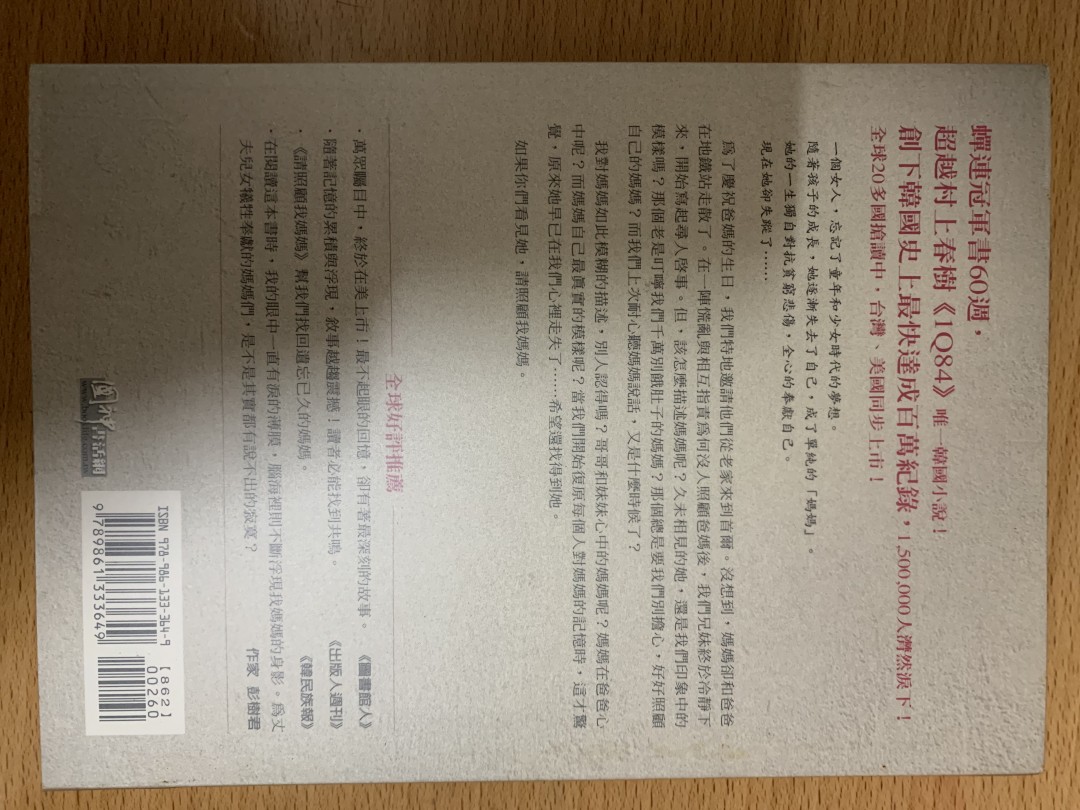 蟬連冠軍書60週，
超越村上春樹《1Q84》唯一韓國小說！
創下韓國史上最快達成百萬紀錄，1,500,000人潸然淚下！
全球20多國搶讀中，台灣、美國同步上市！
一個女人，忘記了童年和少女時代的夢想。
隨著孩子的成長，她逐漸失去了自己，成了單純的「媽媽」。
她的一生獨自對抗貧窮悲傷，全心的奉獻自己。
現在她卻失蹤了……
為了慶祝爸媽的生日，我們特地邀請他們從老家來到首爾。沒想到，媽媽卻和爸爸
在地鐵站走散了。在一陣慌亂與相互指責為何沒人照顧爸媽後，我們兄妹終於冷靜下
來，開始寫起尋人啟事。但，該怎麼描述媽媽呢？久未相見的她，還是我們印象中的
模樣嗎？那個老是叮嚀我們千萬別餓肚子的媽媽？那個總是要我們別擔心，好好照顧
自己的媽媽？而我們上次耐心聽媽媽說話，又是什麼時候了？
我對媽媽如此模糊的描述，別人認得嗎？哥哥和妹妹心中的媽媽呢？媽媽在爸爸心
中呢？而媽媽自己最真實的模樣呢？當我們開始復原每個人對媽媽的記憶時，這才驚
覺，原來她早已在我們心裡走失了……希望還找得到她。
如果你們看見她，請照顧我媽媽。
全球好評推薦
・萬眾矚目中，終於在美上市！最不起眼的回憶，卻有著最深刻的故事。 《圖書館人》
・隨著記憶的累積與浮現，敘事越趨震撼！讀者必能找到共鳴。 《出版人週刊》
・《請照顧我媽媽》幫我們找回遺忘已久的媽媽。 《韓民族報》
・在閱讀這本書時，我的眼中一直有淚的薄膜，腦海裡則不斷浮現我媽媽的身影。為丈
夫兒女犧牲奉獻的媽媽們，是不是其實都有說不出的寂寞？ 作家 彭樹君
圓神書活網
ISBN 978-986-133-364-9
[862]
00260
9789861333649